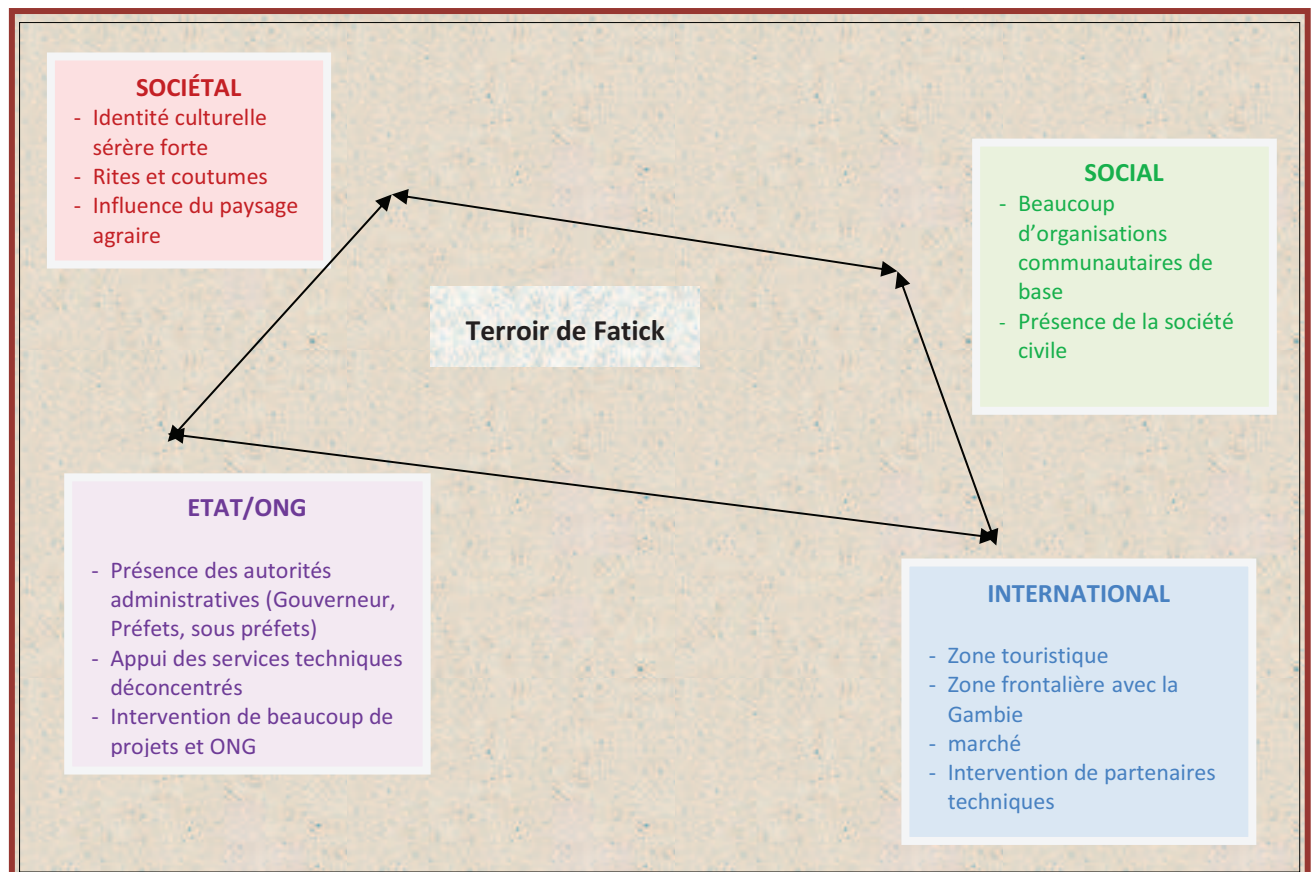 SOCIÉTAL
- Identité culturelle
sérère forte
- Rites et coutumes
- Influence du paysage
agraire
SOCIAL
- Beaucoup
d'organisations
communautaires de
base
- Présence de la société
civile
Terroir de Fatick
ETAT/ONG
- Présence des autorités
administratives (Gouverneur,
Préfets, sous préfets)
- Appui des services techniques
déconcentrés
- Intervention de beaucoup de
projets et ONG
INTERNATIONAL
- Zone touristique
- Zone frontalière avec la
Gambie
- marché
- Intervention de partenaires
techniques